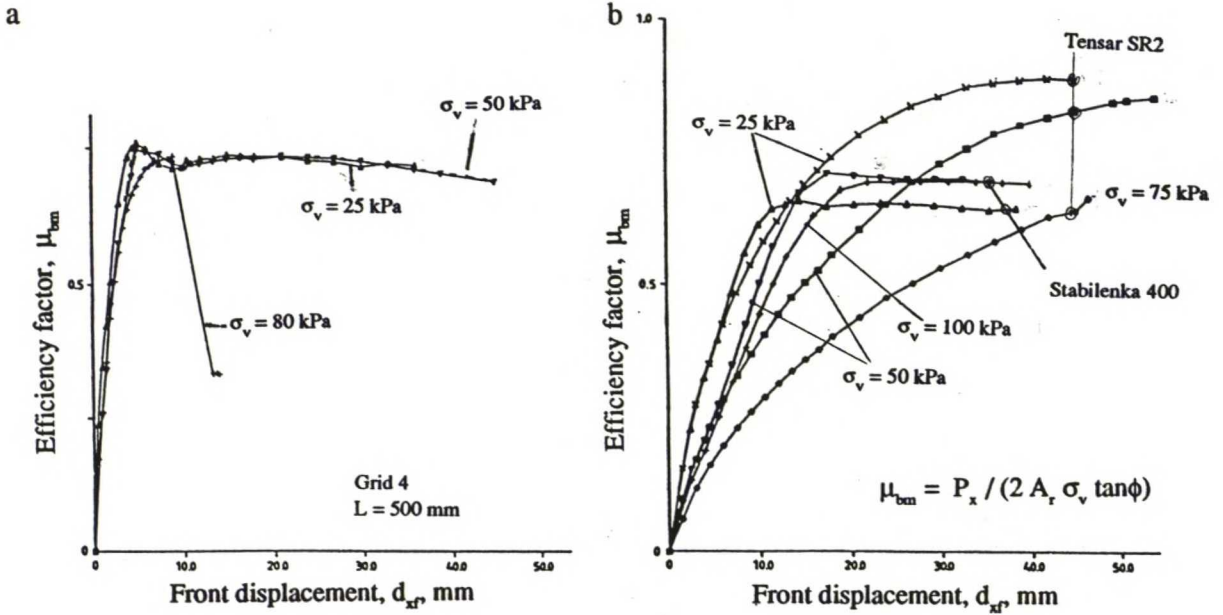 a
σv = 50 kPa
σv = 25 kPa
σv = 80 kPa
0.5
0
Efficiency factor, μbm
Grid 4
L = 500 mm
0 10.0 20.0 30.0 40.0 50.0
Front displacement, dxf, mm
b
1.0
Tensar SR2
σv = 25 kPa
σv = 75 kPa
0.5
Stabilenka 400
σv = 100 kPa
σv = 50 kPa
Efficiency factor, μbm
μbm = Px / (2 Ar σv tanϕ)
0
0 10.0 20.0 30.0 40.0 50.0
Front displacement, dxf, mm